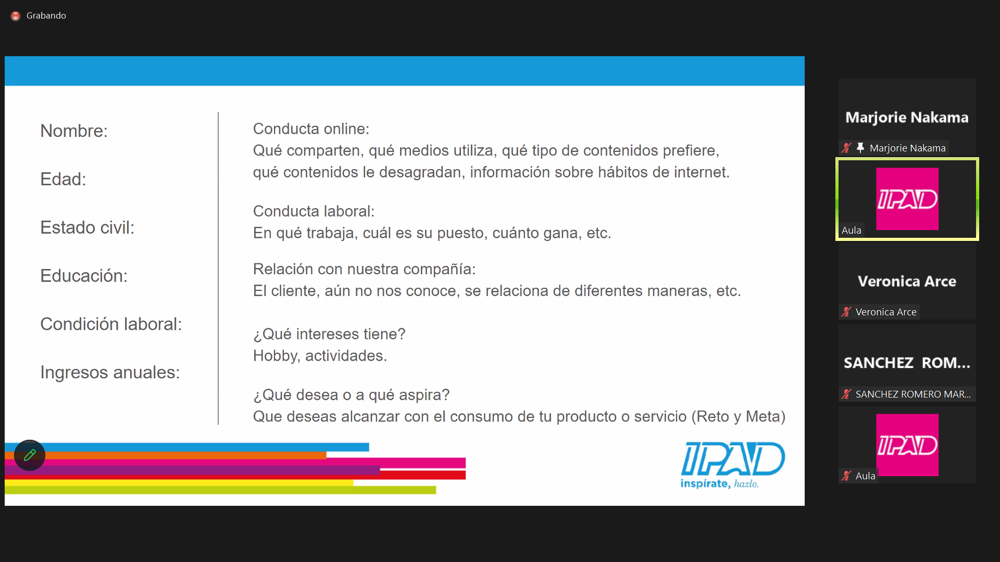 Grabando
Nombre:
Edad:
Estado civil:
Educación:
Condición laboral:
Ingresos anuales:
Conducta online:
Qué comparten, qué medios utiliza, qué tipo de contenidos prefiere,
qué contenidos le desagradan, información sobre hábitos de internet.
Conducta laboral:
En qué trabaja, cuál es su puesto, cuánto gana, etc.
Relación con nuestra compañía:
El cliente, aún no nos conoce, se relaciona de diferentes maneras, etc.
¿Qué intereses tiene?
Hobby, actividades.
¿Qué desea o a qué aspira?
Que deseas alcanzar con el consumo de tu producto o servicio (Reto y Meta)
IPAD
inspírate, hazlo.
Marjorie Nakama
Marjorie Nakama
IPAD
Aula
Veronica Arce
Veronica Arce
SANCHEZ ROM...
SANCHEZ ROMERO MAR...
IPAD
Aula